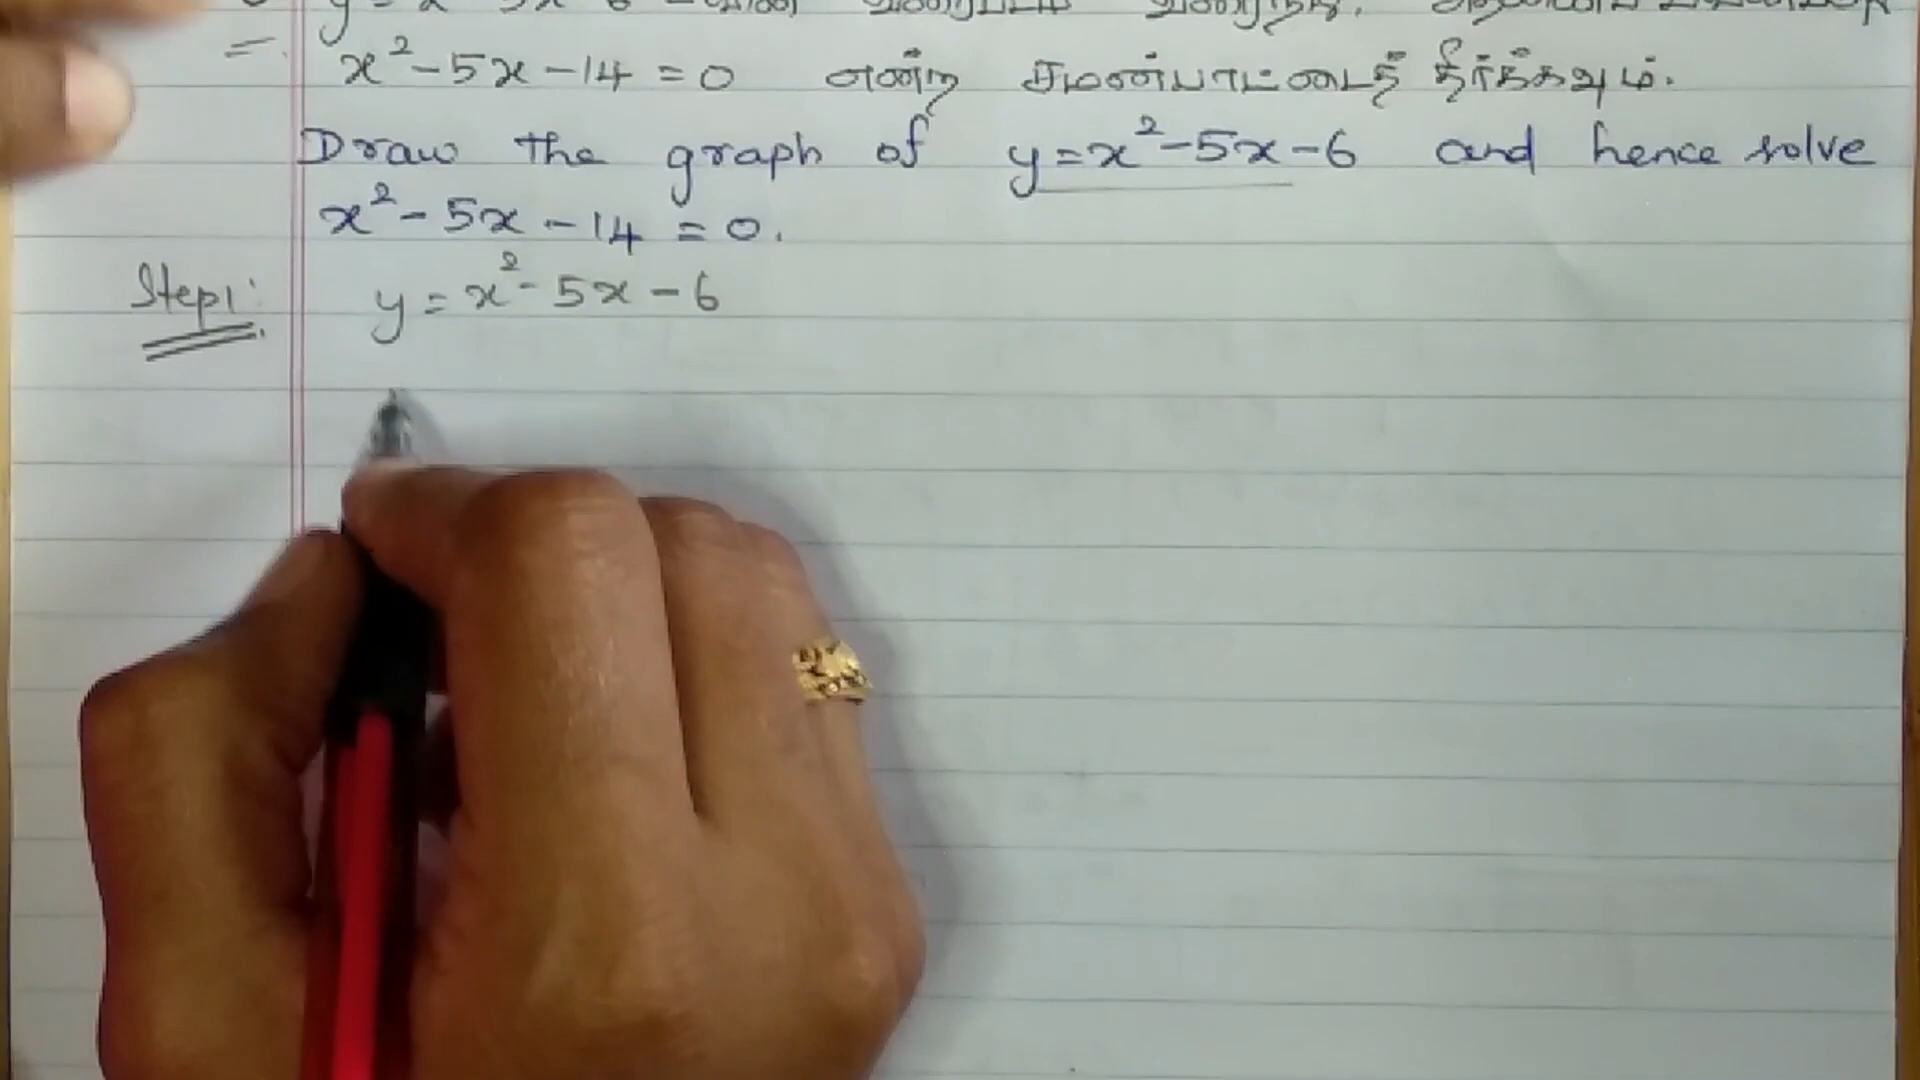 x² - 5x - 14 = 0 என்ற சமன்பாட்டைத் தீர்க்கவும்.
Draw the graph of y = x² - 5x - 6 and hence solve
x² - 5x - 14 = 0.
Step 1: y = x² - 5x - 6